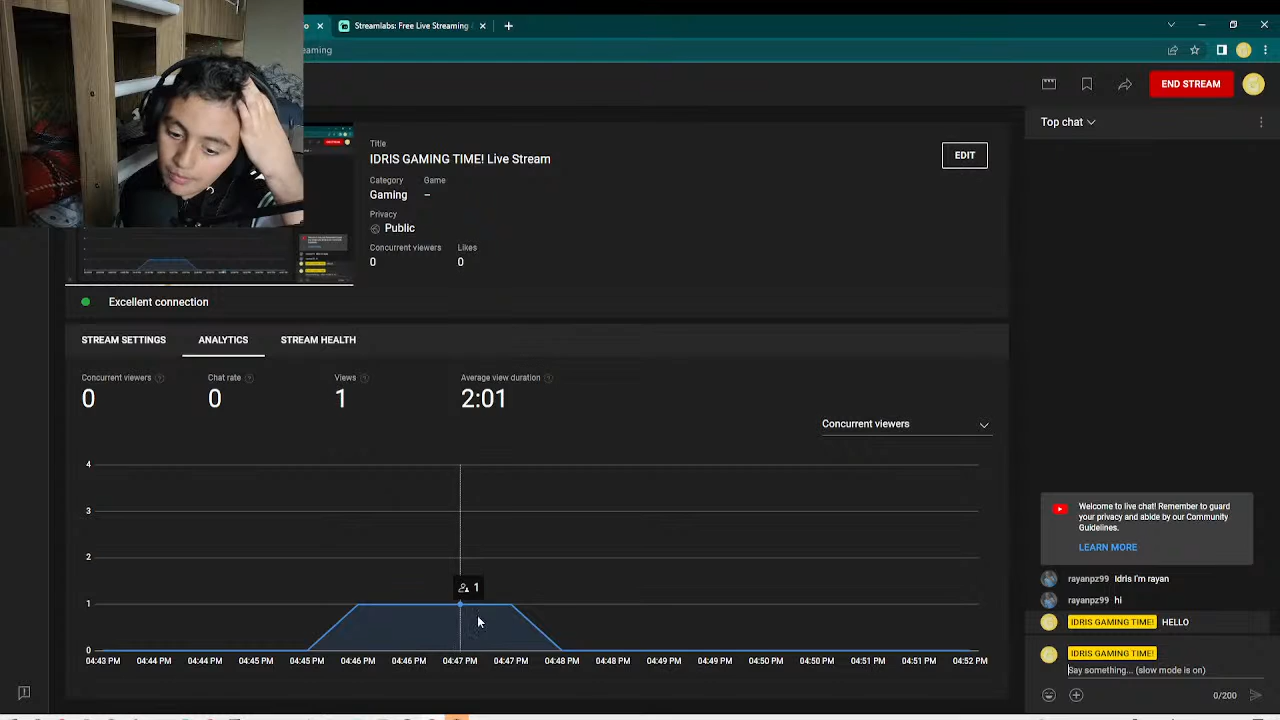 Streamlabs: Free Live Streaming
aming
END STREAM
Top chat
Title
IDRIS GAMING TIME! Live Stream
EDIT
Category Game
Gaming –
Privacy
Public
Concurrent viewers Likes
0 0
Excellent connection
STREAM SETTINGS ANALYTICS STREAM HEALTH
Concurrent viewers Chat rate Views Average view duration
0 0 1 2:01
Concurrent viewers
4
3
2
1
1
0
04:43 PM 04:44 PM 04:44 PM 04:45 PM 04:45 PM 04:46 PM 04:46 PM 04:47 PM 04:47 PM 04:48 PM 04:48 PM 04:49 PM 04:49 PM 04:50 PM 04:50 PM 04:51 PM 04:51 PM 04:52 PM
Welcome to live chat! Remember to guard
your privacy and abide by our Community
Guidelines.
LEARN MORE
rayanpz99 Idris I'm rayan
rayanpz99 hi
IDRIS GAMING TIME! HELLO
IDRIS GAMING TIME!
Say something... (slow mode is on)
0/200